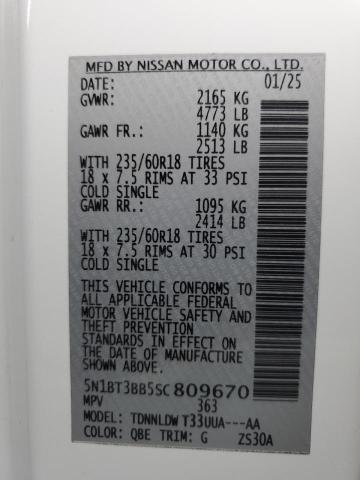 MFD BY NISSAN MOTOR CO., LTD.
DATE: 01/25
GVWR: 2165 KG
4773 LB
GAWR FR.: 1140 KG
2513 LB
WITH 235/60R18 TIRES
18 x 7.5 RIMS AT 33 PSI
COLD SINGLE
GAWR RR.: 1095 KG
2414 LB
WITH 235/60R18 TIRES
18 x 7.5 RIMS AT 30 PSI
COLD SINGLE
THIS VEHICLE CONFORMS TO
ALL APPLICABLE FEDERAL
MOTOR VEHICLE SAFETY AND
THEFT PREVENTION
STANDARDS IN EFFECT ON
THE DATE OF MANUFACTURE
SHOWN ABOVE.
5N1BT3BB5SC809670
MPV 363
MODEL: TDNNLDW T33UUA---AA
COLOR: QBE TRIM: G ZS30A